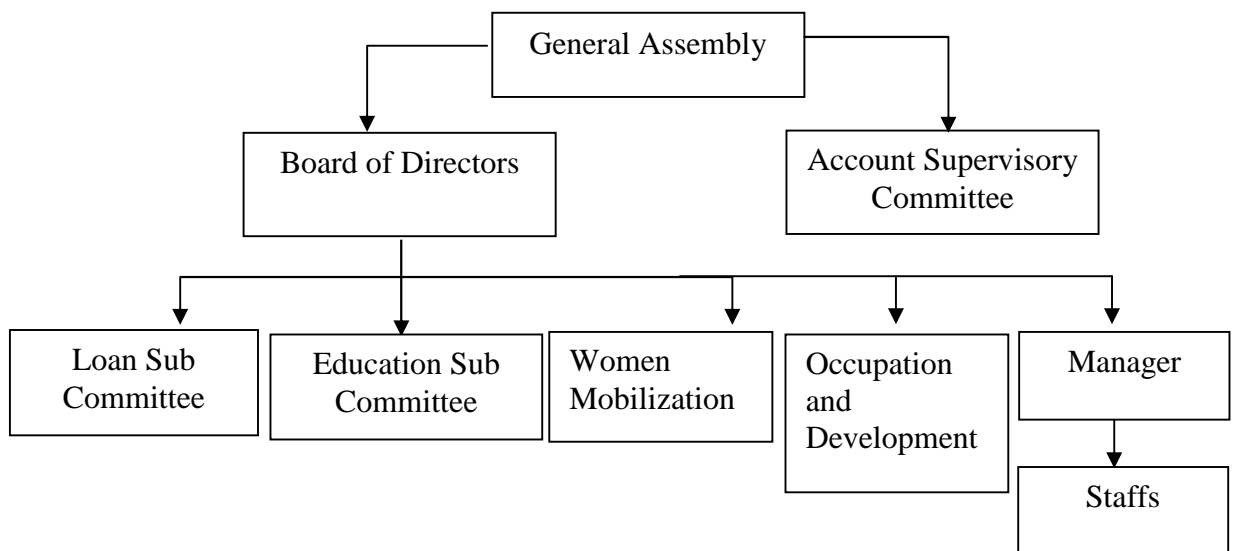 General Assembly
Board of Directors
Account Supervisory
Committee
Loan Sub
Committee
Education Sub
Committee
Women
Mobilization
Occupation
and
Development
Manager
Staffs